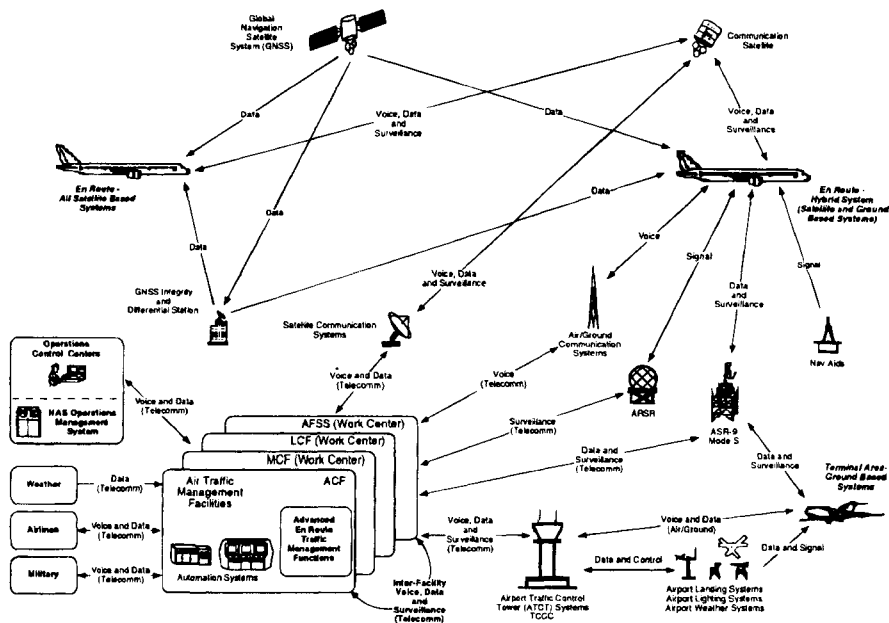 Global
Navigation
Satellite
System (GNSS)
Communication
Satellite
Data
Voice, Data
and
Surveillance
Data
Voice, Data
and
Surveillance
En Route -
All Satellite Based
Systems
En Route -
Hybrid System
(Satellite and Ground
Based Systems)
Data
Data
Data
Voice
Signal
Signal
Voice, Data
and Surveillance
Data
and
Surveillance
GNSS Integrity
and
Differential Station
Satellite Communication
Systems
Air/Ground
Communication
Systems
Nav Aids
Operations
Control Centers
NAS Operations
Management
System
Voice and Data
(Telecomm)
Voice and Data
(Telecomm)
Voice
(Telecomm)
ARSR
ASR-9
Mode S
AFSS (Work Center)
LCF (Work Center)
MCF (Work Center)
Surveillance
(Telecomm)
Data and
Surveillance
(Telecomm)
Data and
Surveillance
Terminal Area-
Ground Based
Systems
Weather
Data
(Telecomm)
Air Traffic
Management
Facilities
ACF
Advanced
En Route
Traffic
Management
Functions
Automation Systems
Airlines
Voice and Data
(Telecomm)
Military
Voice and Data
(Telecomm)
Voice, Data
and
Surveillance
(Telecomm)
Voice and Data
(Air/Ground)
Data and Control
Data and Signal
Inter-Facility
Voice, Data
and
Surveillance
(Telecomm)
Airport Traffic Control
Tower (ATCT) Systems
TCCC
Airport Landing Systems
Airport Lighting Systems
Airport Weather Systems